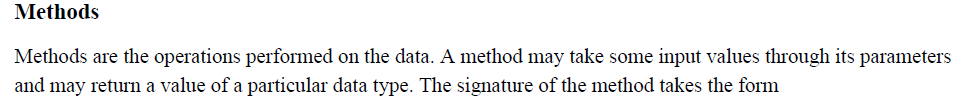 Methods
Methods are the operations performed on the data. A method may take some input values through its parameters
and may return a value of a particular data type. The signature of the method takes the form